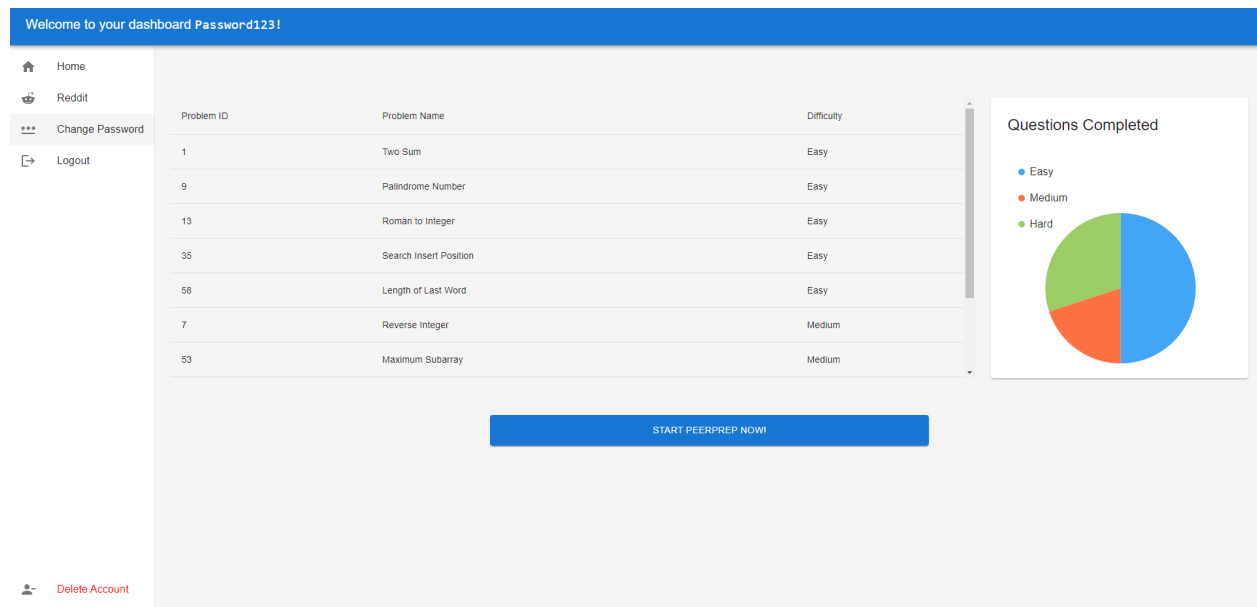 Welcome to your dashboard Password123!
Home
Reddit
Change Password
Logout
Delete Account
Problem ID Problem Name Difficulty
1 Two Sum Easy
9 Palindrome Number Easy
13 Roman to Integer Easy
35 Search Insert Position Easy
58 Length of Last Word Easy
7 Reverse Integer Medium
53 Maximum Subarray Medium
Questions Completed
Easy
Medium
Hard
START PEERPREP NOW!